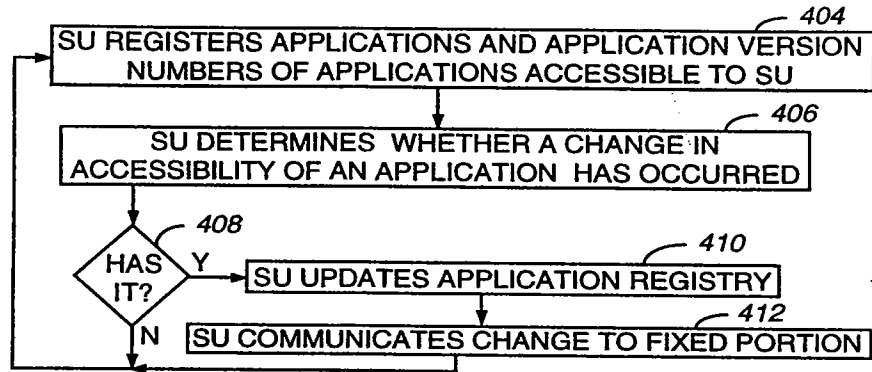 404
SU REGISTERS APPLICATIONS AND APPLICATION VERSION
NUMBERS OF APPLICATIONS ACCESSIBLE TO SU
406
SU DETERMINES WHETHER A CHANGE IN
ACCESSIBILITY OF AN APPLICATION HAS OCCURRED
408
HAS
IT?
Y
N
410
SU UPDATES APPLICATION REGISTRY
412
SU COMMUNICATES CHANGE TO FIXED PORTION